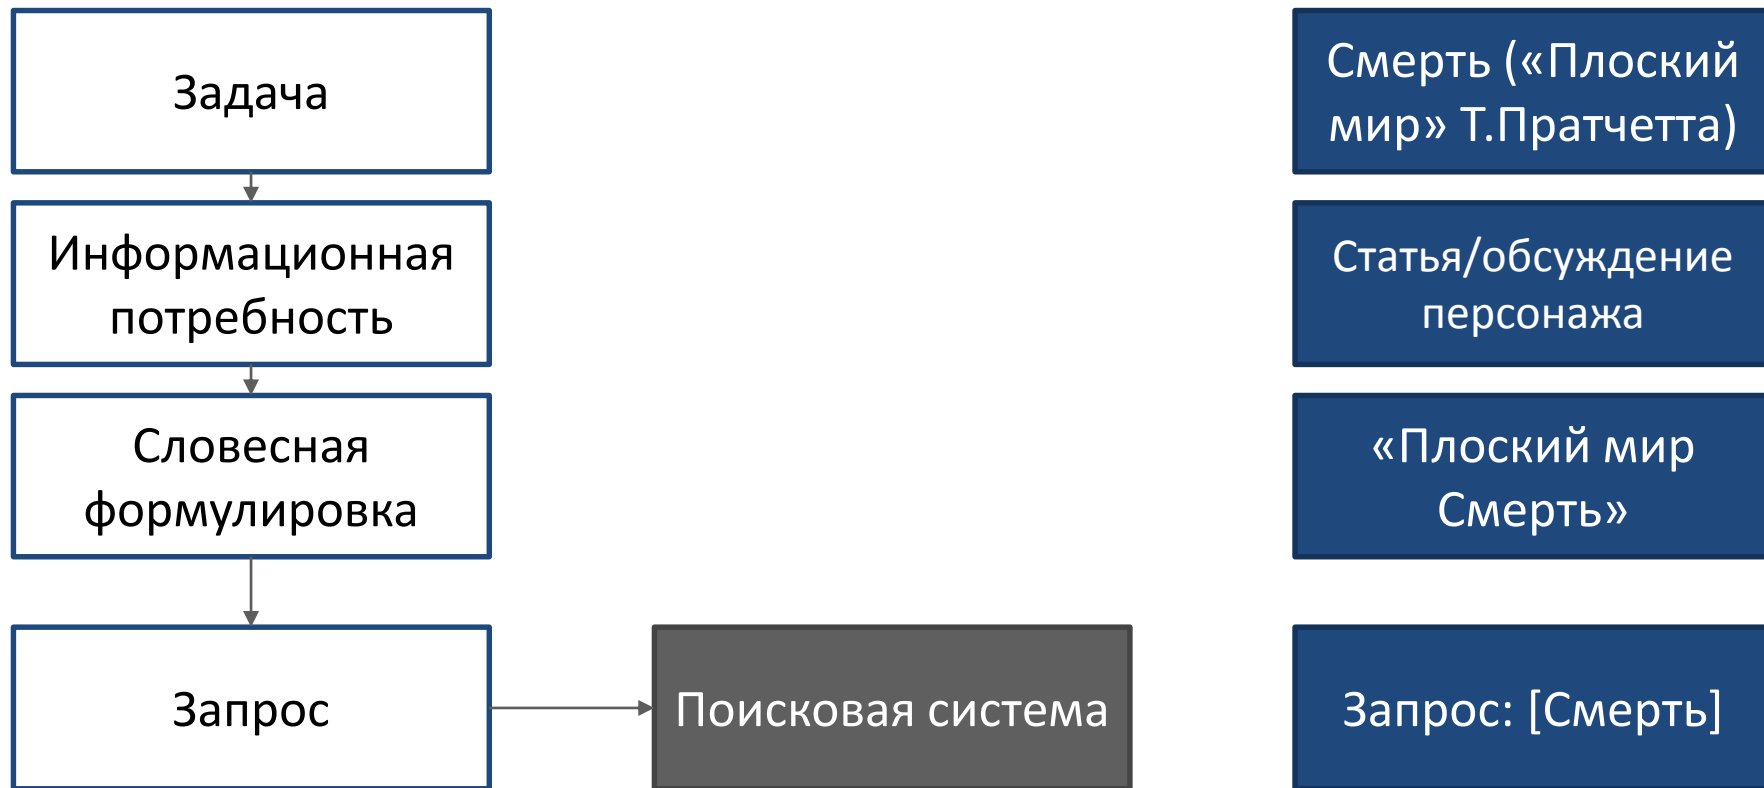 Задача
Смерть («Плоский
мир» Т.Пратчетта)
Информационная
потребность
Статья/обсуждение
персонажа
Словесная
формулировка
«Плоский мир
Смерть»
Запрос
Поисковая система
Запрос: [Смерть]